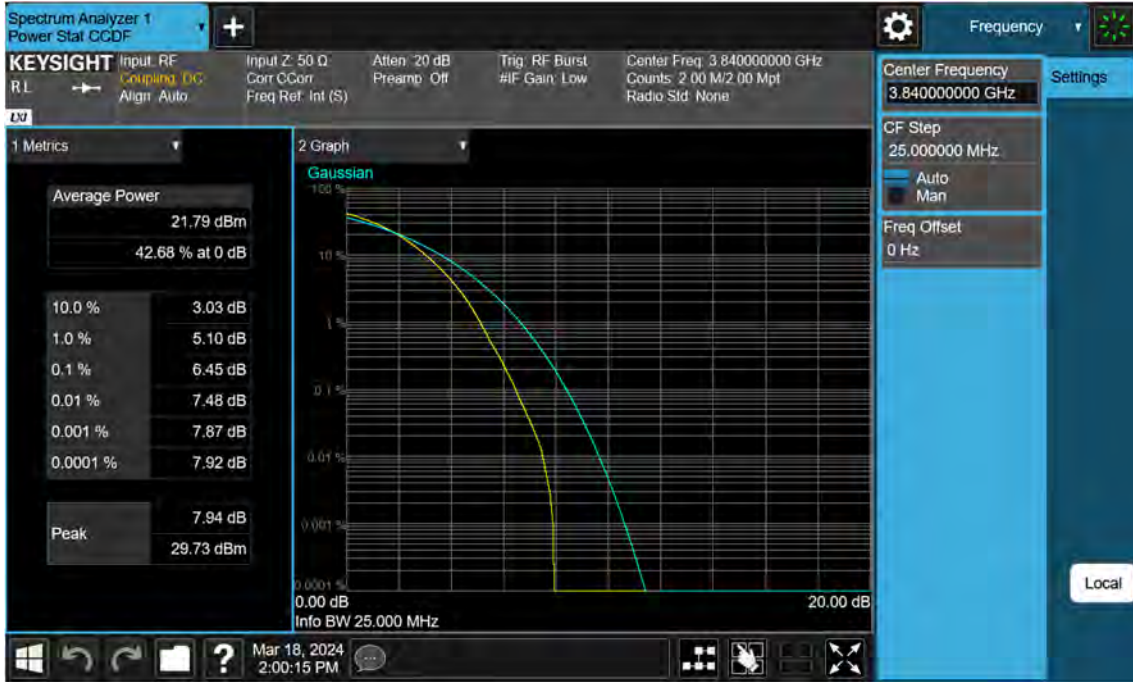 Spectrum Analyzer 1
Power Stat CCDF
Frequency
KEYSIGHT
RL
LXI
Input: RF
Coupling: DC
Align: Auto
Input Z: 50 Ω
Corr CCorr
Freq Ref: Int (S)
Atten: 20 dB
Preamp: Off
Trig: RF Burst
#IF Gain: Low
Center Freq: 3.840000000 GHz
Counts: 2.00 M/2.00 Mpt
Radio Std: None
Center Frequency
3.840000000 GHz
Settings
CF Step
25.000000 MHz
Auto
Man
Freq Offset
0 Hz
1 Metrics
Average Power
21.79 dBm
42.68 % at 0 dB
10.0 % 3.03 dB
1.0 % 5.10 dB
0.1 % 6.45 dB
0.01 % 7.48 dB
0.001 % 7.87 dB
0.0001 % 7.92 dB
Peak
7.94 dB
29.73 dBm
2 Graph
Gaussian
100 %
10 %
1 %
0.1 %
0.01 %
0.001 %
0.0001 %
0.00 dB 20.00 dB
Info BW 25.000 MHz
Local
?
Mar 18, 2024
2:00:15 PM